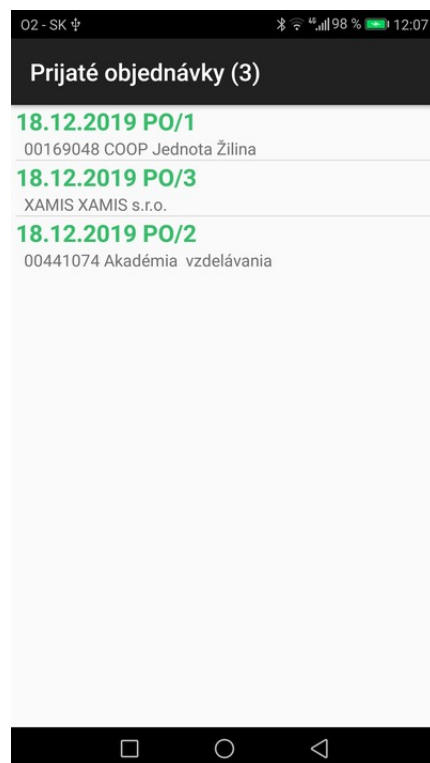 O2 - SK 4G 98 % 12:07
Prijaté objednávky (3)
18.12.2019 PO/1
00169048 COOP Jednota Žilina
18.12.2019 PO/3
XAMIS XAMIS s.r.o.
18.12.2019 PO/2
00441074 Akadémia  vzdelávania